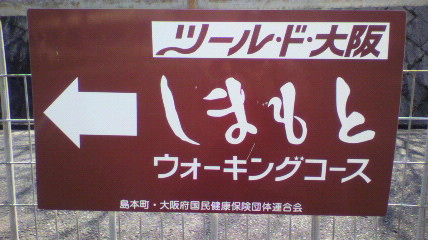 ツール・ド・大阪
しまもと
ウォーキングコース
島本町・大阪府国民健康保険団体連合会